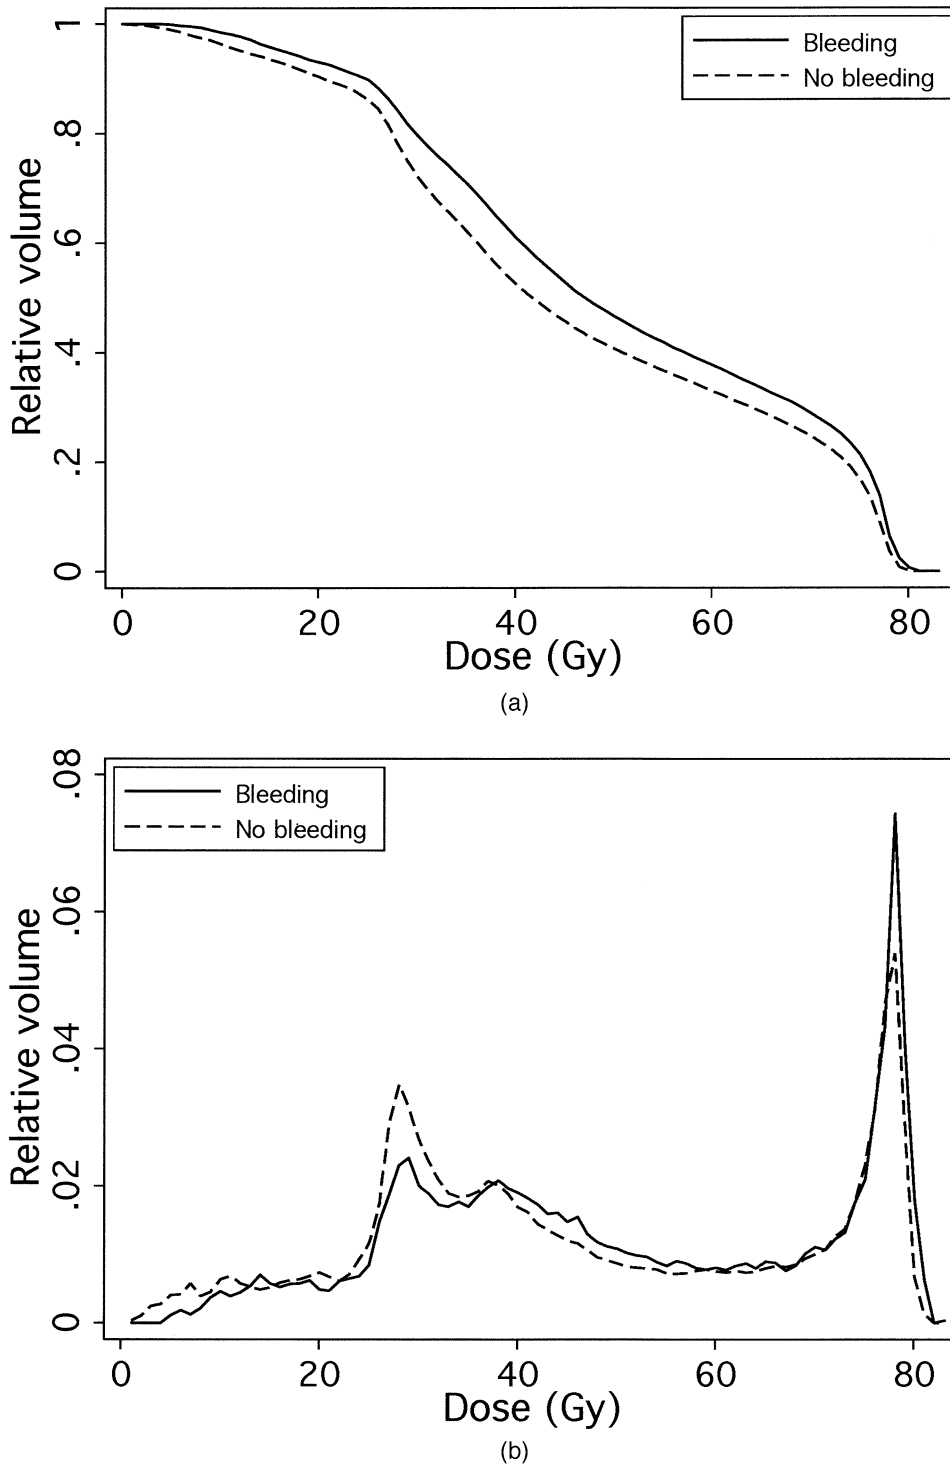 1
.8
.6
.4
.2
0
Relative volume
Bleeding
No bleeding
0 20 40 60 80
Dose (Gy)
(a)
.08
.06
.04
.02
0
Relative volume
Bleeding
No bleeding
0 20 40 60 80
Dose (Gy)
(b)